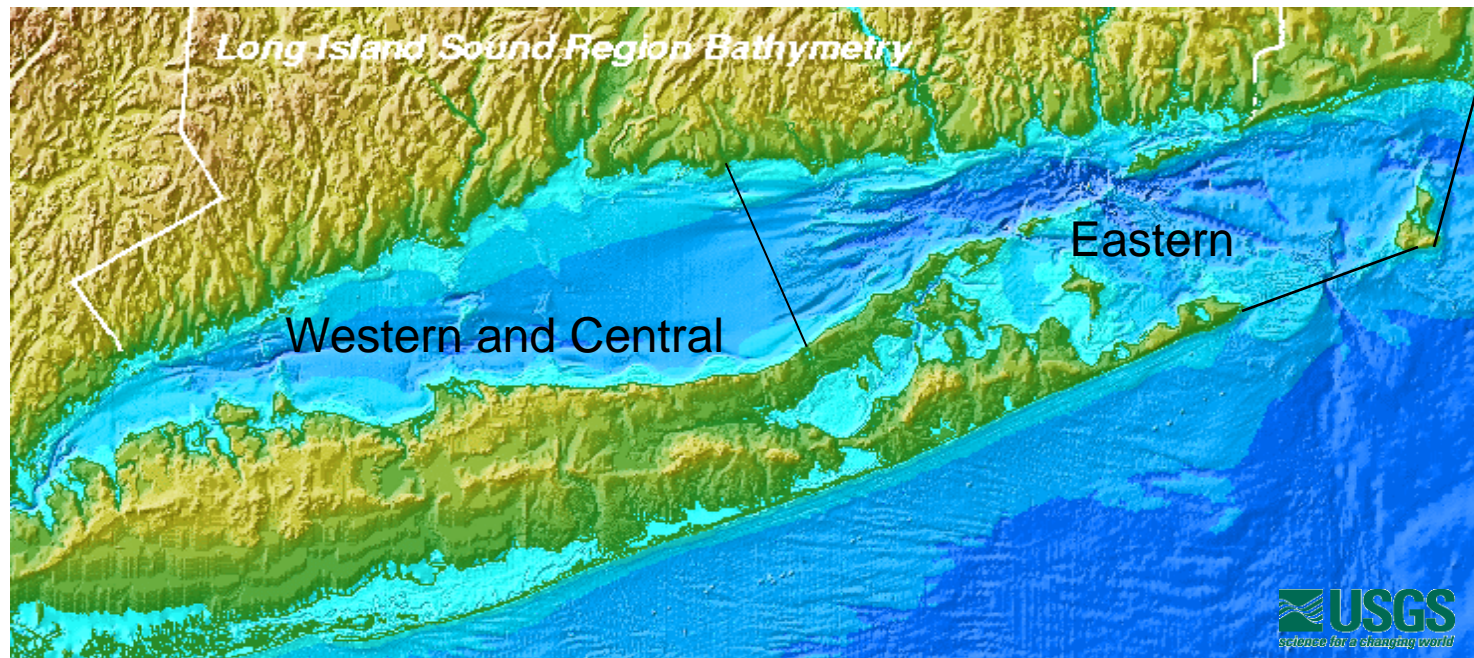 Long Island Sound Region Bathymetry
Eastern
Western and Central
USGS
science for a changing world